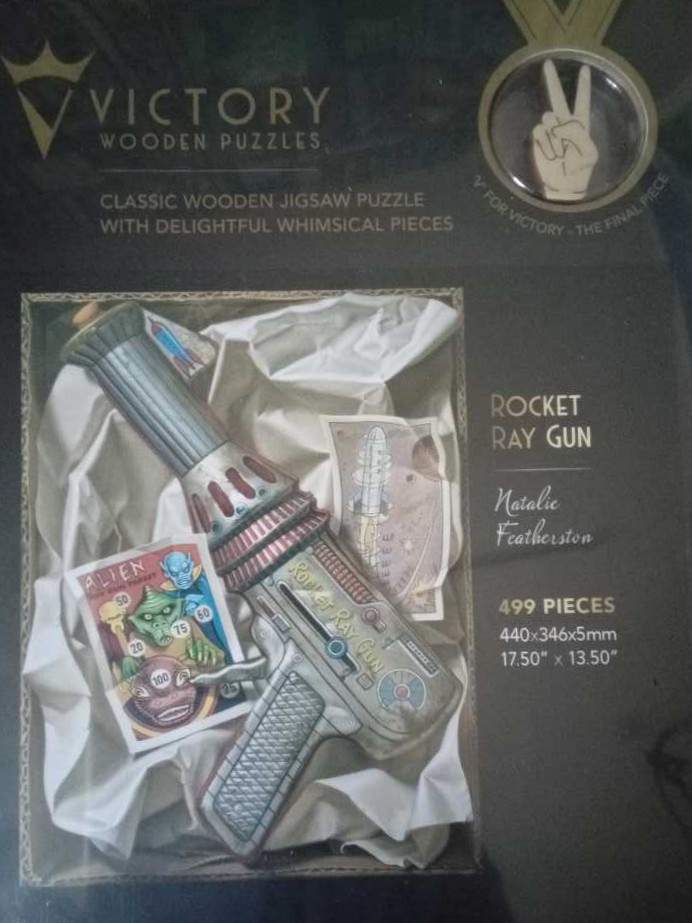 VICTORY
WOODEN PUZZLES
CLASSIC WOODEN JIGSAW PUZZLE
WITH DELIGHTFUL WHIMSICAL PIECES
"V" FOR VICTORY - THE FINAL PIECE
ROCKET
RAY GUN
Natalie
Featherston
499 PIECES
440x346x5mm
17.50" x 13.50"
ALIEN
50
60
75
20
100
25
ROCKET RAY GUN